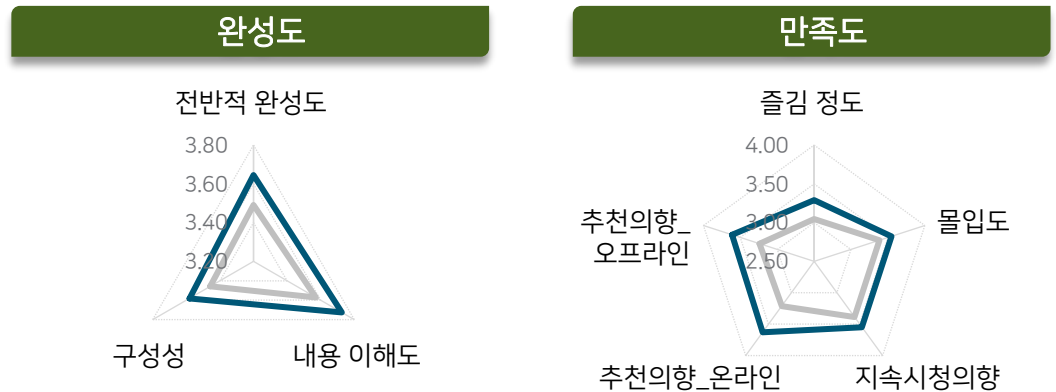 완성도
전반적 완성도
3.80
3.60
3.40
3.20
구성성
내용 이해도
만족도
즐김 정도
4.00
3.50
3.00
2.50
추천의향_
오프라인
몰입도
추천의향_온라인
지속시청의향